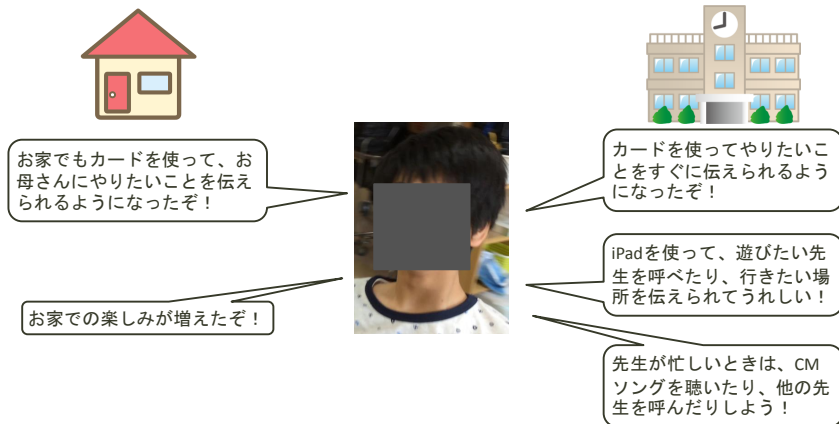 お家でもカードを使って、お
母さんにやりたいことを伝え
られるようになったぞ！
お家での楽しみが増えたぞ！
カードを使ってやりたいこ
とをすぐに伝えられるよう
になったぞ！
iPadを使って、遊びたい先
生を呼べたり、行きたい場
所を伝えられてうれしい！
先生が忙しいときは、CM
ソングを聴いたり、他の先
生を呼んだりしよう！